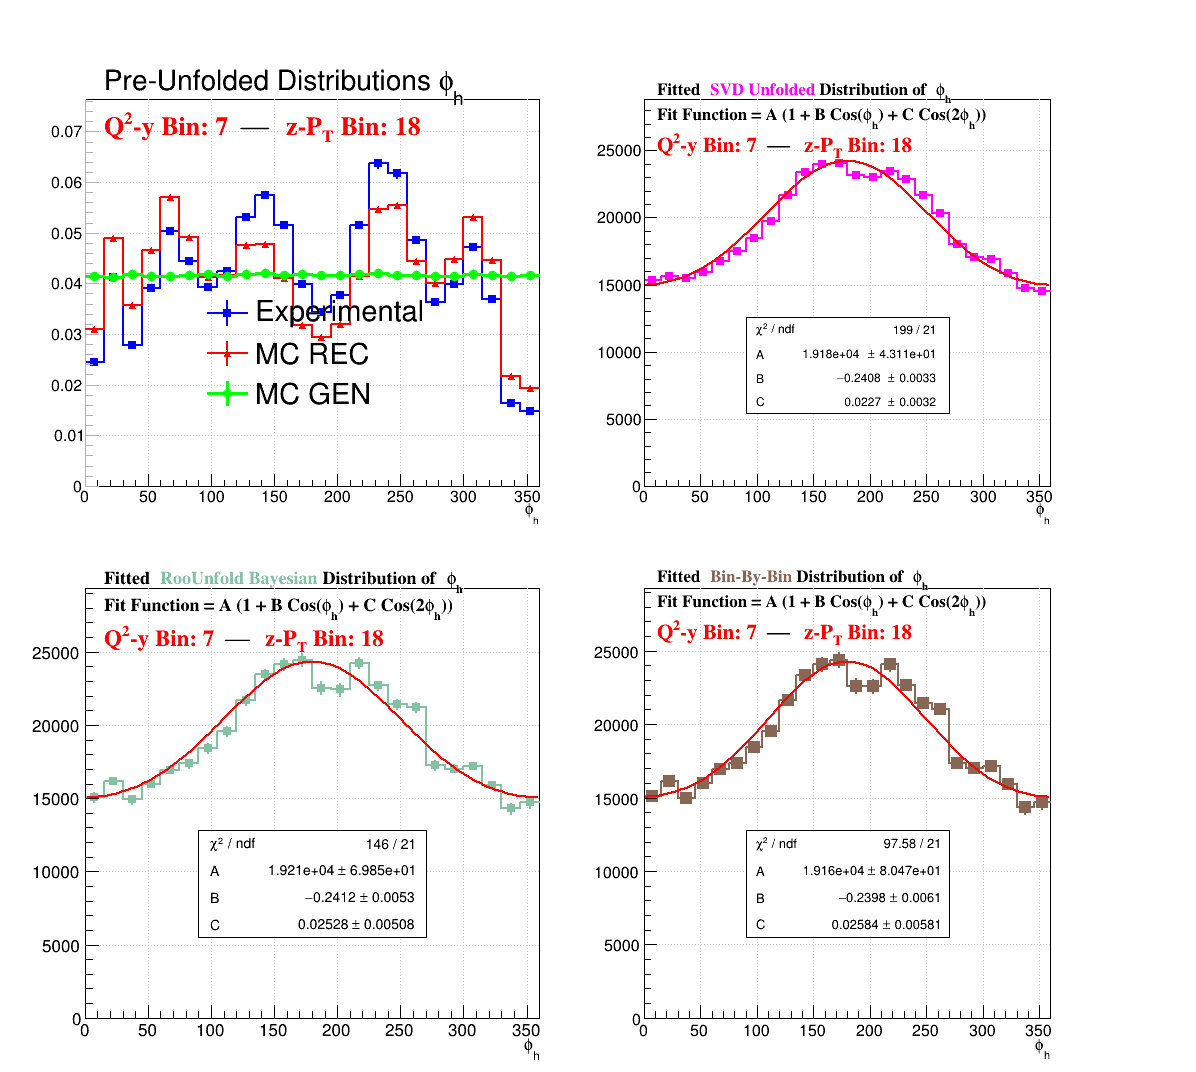 Pre-Unfolded Distributions ϕh
Q²-y Bin: 7 — z-PT Bin: 18
0.07
0.06
0.05
0.04
0.03
0.02
0.01
0
Experimental
MC REC
MC GEN
0 50 100 150 200 250 300 350
ϕh
Fitted SVD Unfolded Distribution of ϕh
Fit Function = A (1 + B Cos(ϕh) + C Cos(2ϕh))
Q²-y Bin: 7 — z-PT Bin: 18
25000
20000
15000
10000
5000
0
χ² / ndf 199 / 21
A 1.918e+04 ± 4.311e+01
B −0.2408 ± 0.0033
C 0.0227 ± 0.0032
0 50 100 150 200 250 300 350
ϕh
Fitted RooUnfold Bayesian Distribution of ϕh
Fit Function = A (1 + B Cos(ϕh) + C Cos(2ϕh))
Q²-y Bin: 7 — z-PT Bin: 18
25000
20000
15000
10000
5000
0
χ² / ndf 146 / 21
A 1.921e+04 ± 6.985e+01
B −0.2412 ± 0.0053
C 0.02528 ± 0.00508
0 50 100 150 200 250 300 350
ϕh
Fitted Bin-By-Bin Distribution of ϕh
Fit Function = A (1 + B Cos(ϕh) + C Cos(2ϕh))
Q²-y Bin: 7 — z-PT Bin: 18
25000
20000
15000
10000
5000
0
χ² / ndf 97.58 / 21
A 1.916e+04 ± 8.047e+01
B −0.2398 ± 0.0061
C 0.02584 ± 0.00581
0 50 100 150 200 250 300 350
ϕh